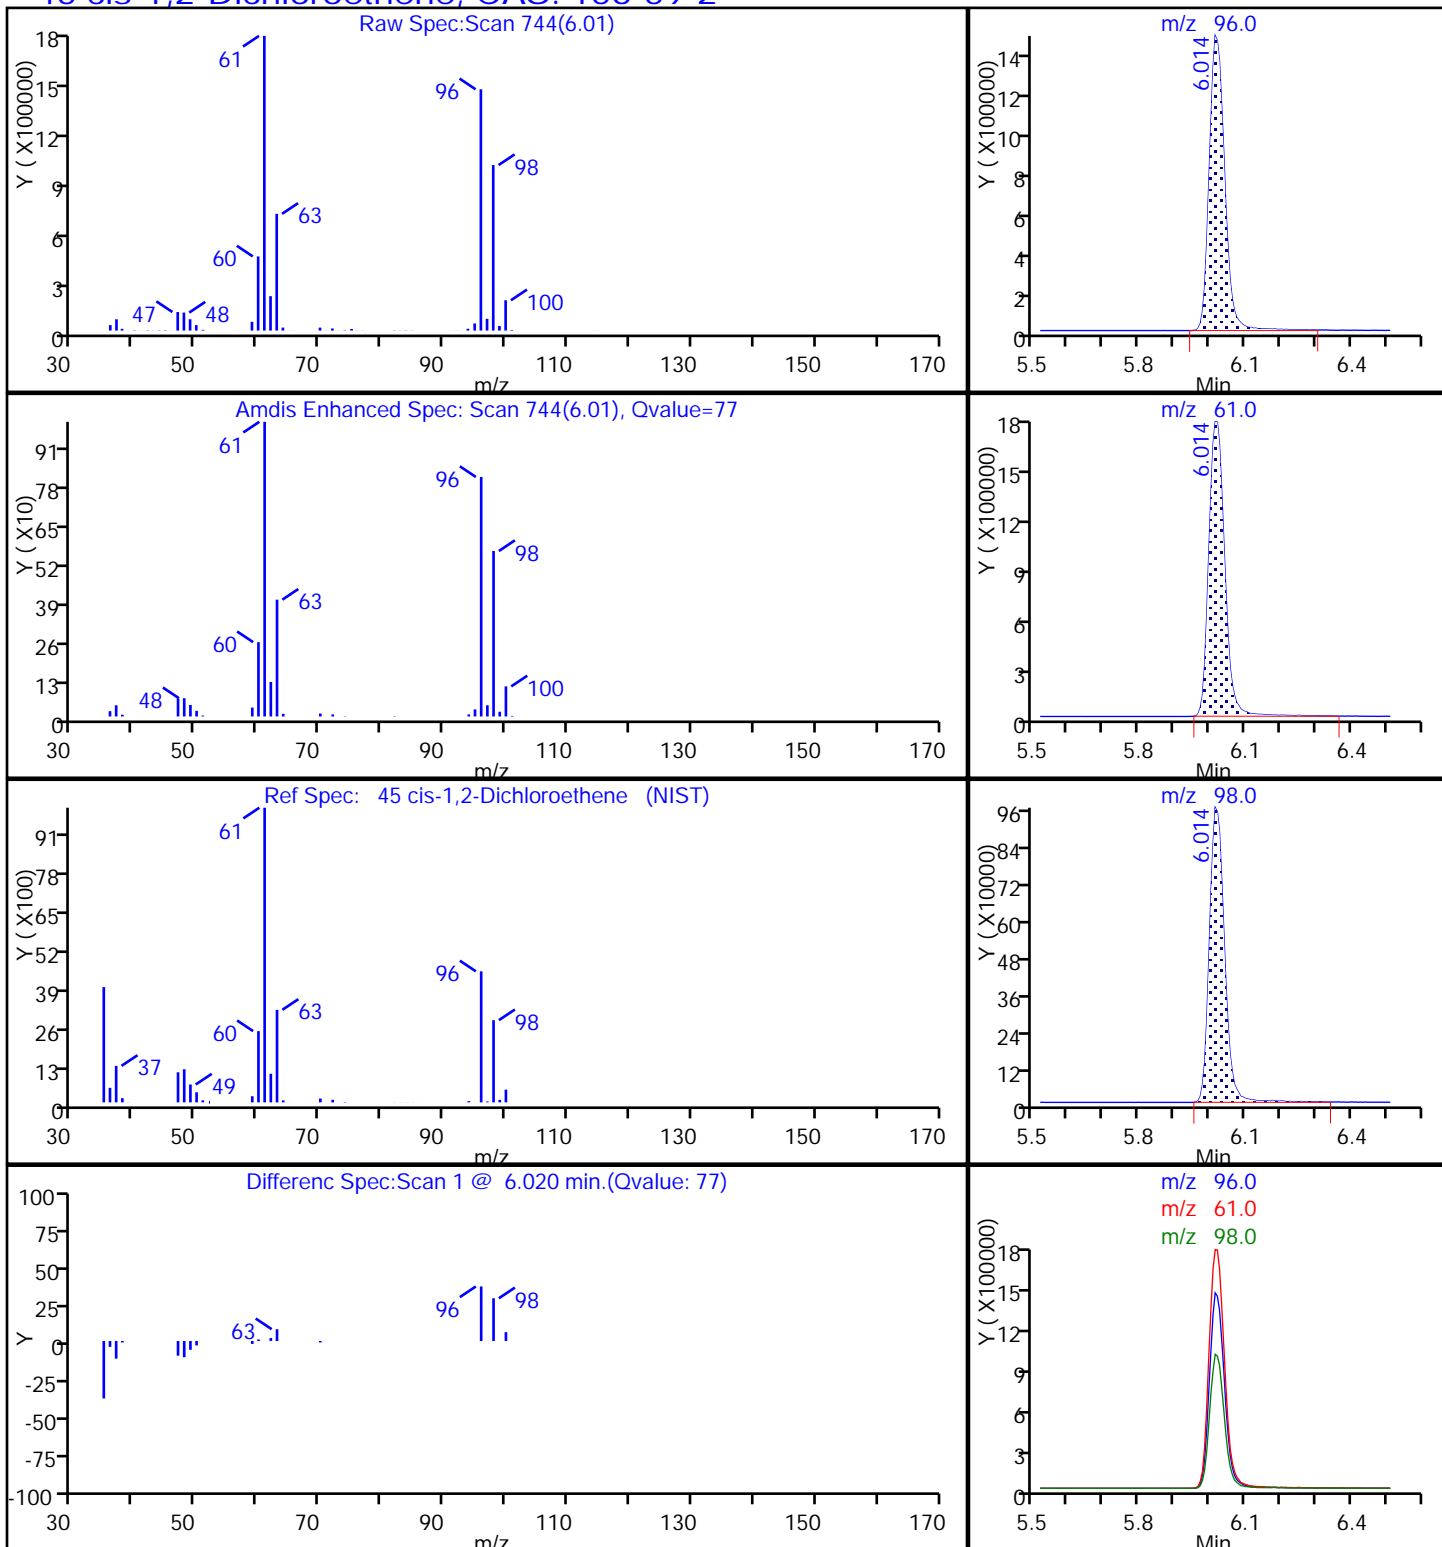 Raw Spec:Scan 744(6.01)
Y ( X100000)
18
15
12
9
6
3
0
61
96
98
63
60
47
48
100
30 50 70 90 110 130 150 170
m/z
m/z 96.0
Y ( X100000)
14
12
10
8
6
4
2
0
6.014
5.5 5.8 6.1 6.4
Min
Amdis Enhanced Spec: Scan 744(6.01), Qvalue=77
Y ( X10)
91
78
65
52
39
26
13
0
61
96
98
63
60
48
100
30 50 70 90 110 130 150 170
m/z
m/z 61.0
Y ( X100000)
18
15
12
9
6
3
0
6.014
5.5 5.8 6.1 6.4
Min
Ref Spec: 45 cis-1,2-Dichloroethene (NIST)
Y ( X100)
91
78
65
52
39
26
13
0
61
96
98
63
60
37
49
30 50 70 90 110 130 150 170
m/z
m/z 98.0
Y ( X10000)
96
84
72
60
48
36
24
12
0
6.014
5.5 5.8 6.1 6.4
Min
Differenc Spec:Scan 1 @ 6.020 min.(Qvalue: 77)
Y
100
75
50
25
0
-25
-50
-75
-100
63
96
98
30 50 70 90 110 130 150 170
m/z
m/z 96.0
m/z 61.0
m/z 98.0
Y ( X100000)
18
15
12
9
6
3
0
5.5 5.8 6.1 6.4
Min